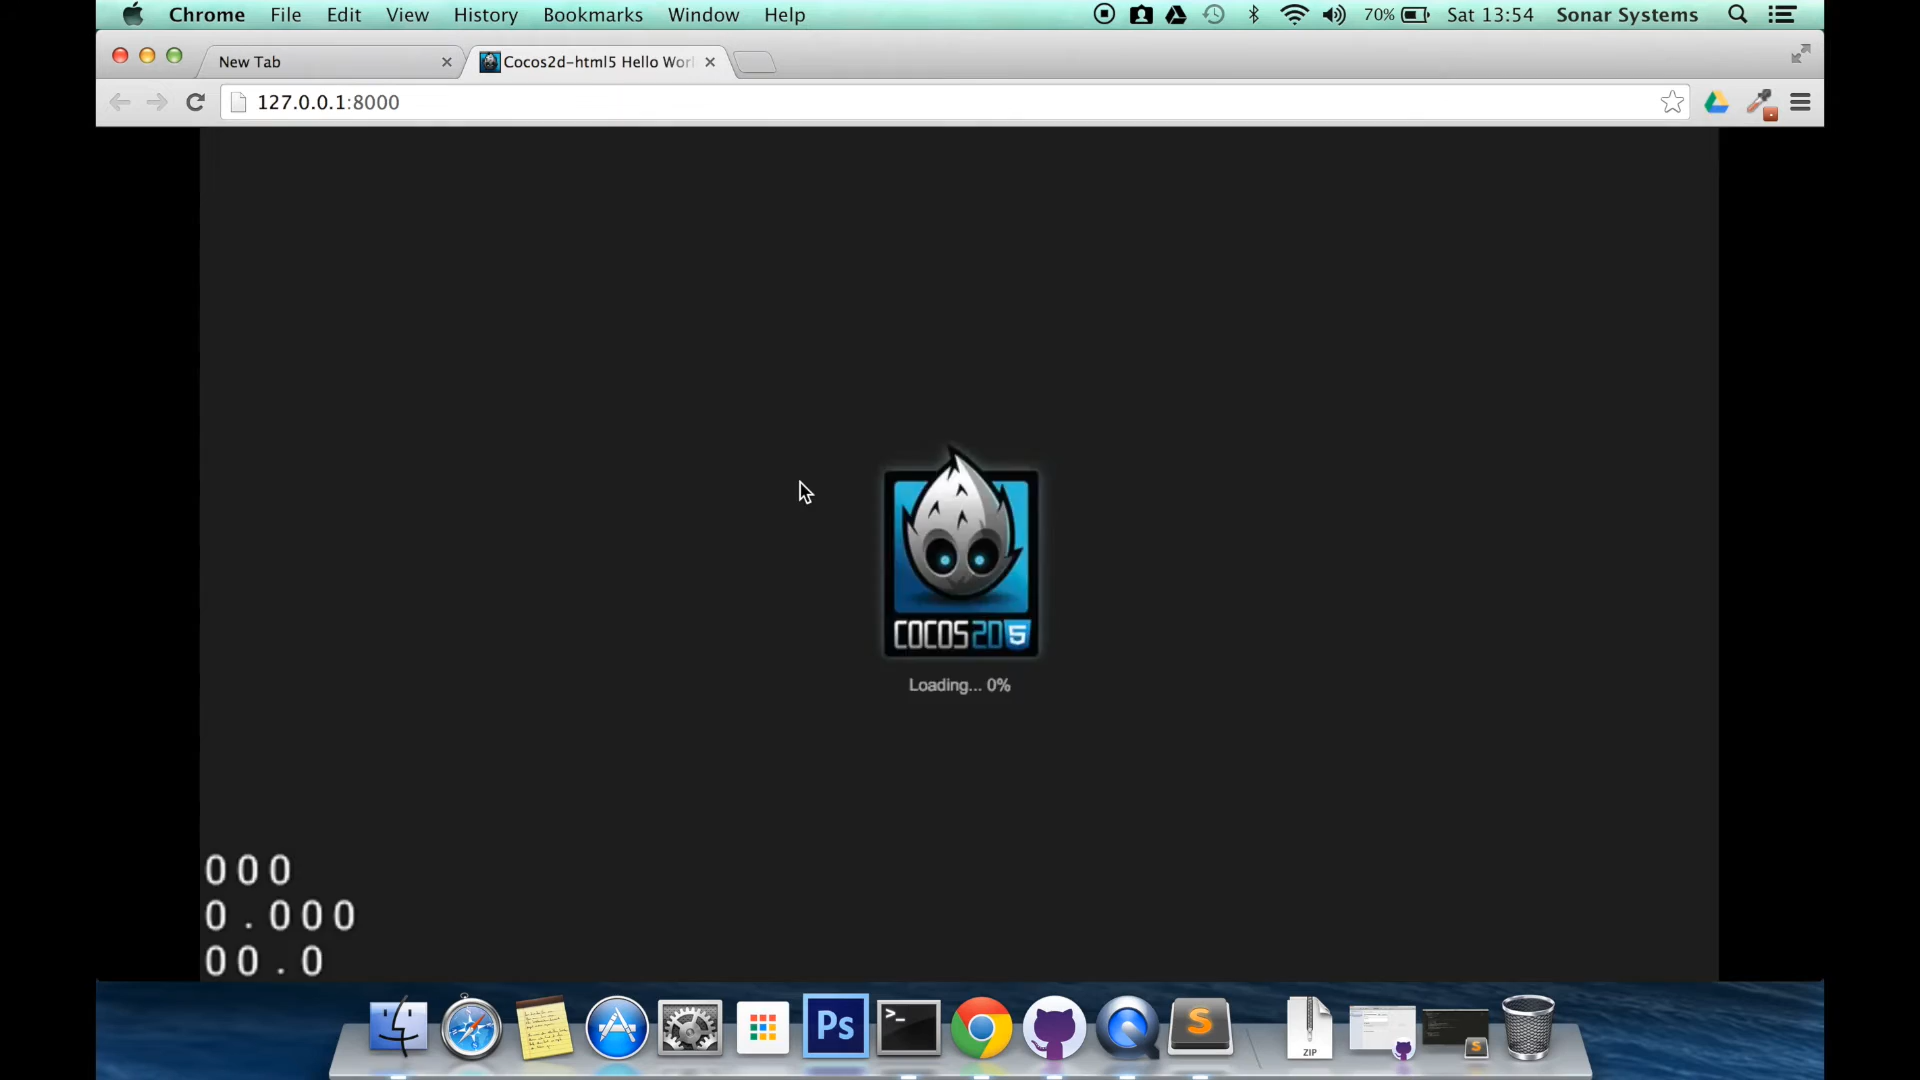 Chrome File Edit View History Bookmarks Window Help 70% Sat 13:54 Sonar Systems
New Tab Cocos2d-html5 Hello Worl
127.0.0.1:8000
COCOS2D 5
Loading... 0%
000
0.000
00.0
Ps >_ S ZIP S